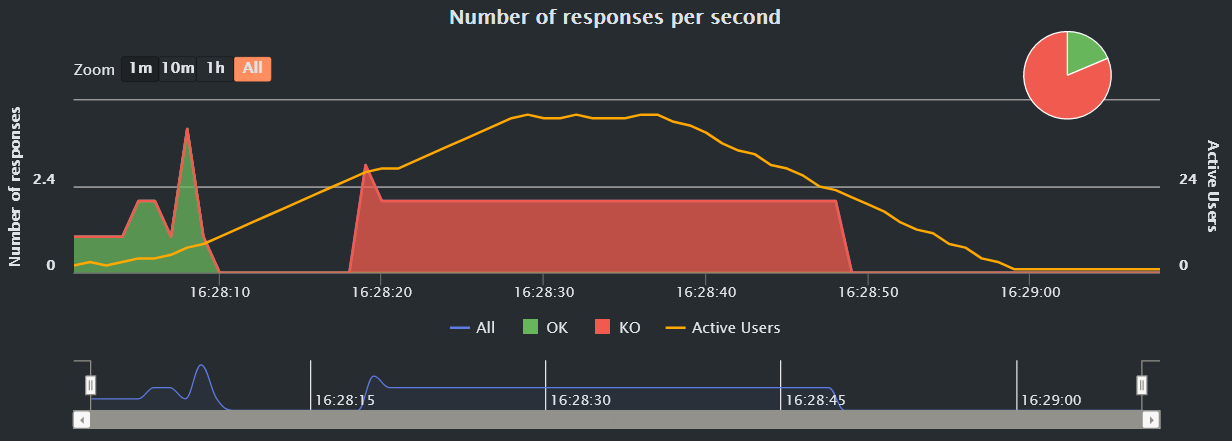 Number of responses per second
Zoom 1m 10m 1h All
Number of responses
2.4
0
Active Users
24
0
16:28:10 16:28:20 16:28:30 16:28:40 16:28:50 16:29:00
All OK KO Active Users
16:28:15 16:28:30 16:28:45 16:29:00